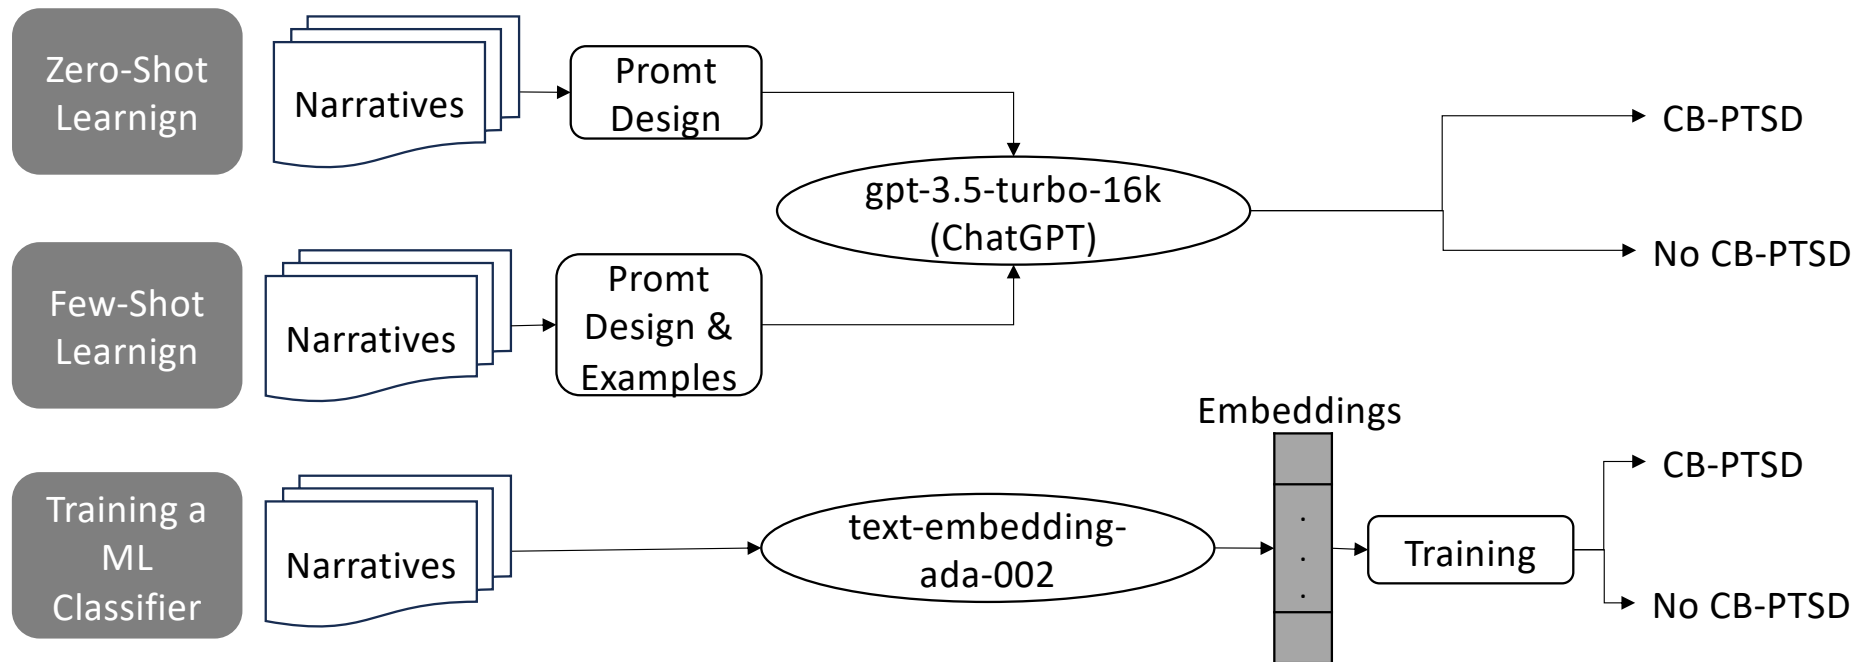 Zero-Shot
Learnign
Narratives
Promt
Design
gpt-3.5-turbo-16k
(ChatGPT)
CB-PTSD
No CB-PTSD
Few-Shot
Learnign
Narratives
Promt
Design &
Examples
Training a
ML
Classifier
Narratives
text-embedding-
ada-002
Embeddings
.
.
.
Training
CB-PTSD
No CB-PTSD